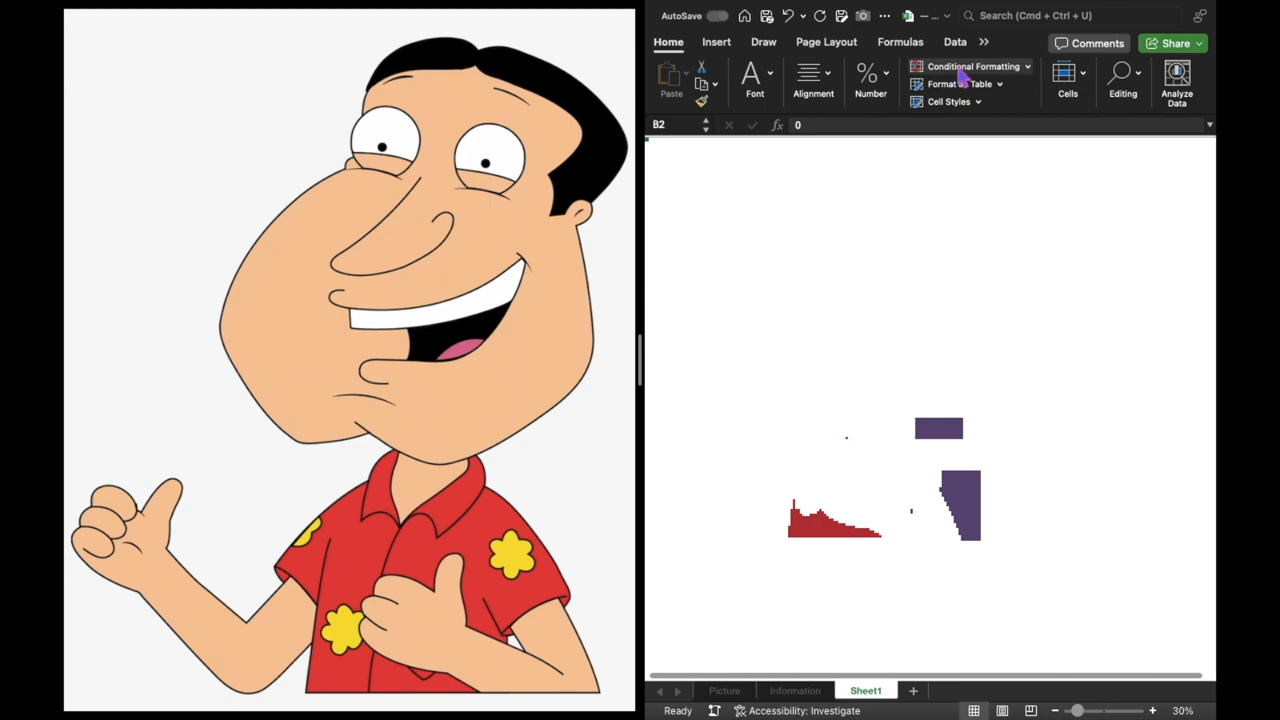 AutoSave
Search (Cmd + Ctrl + U)
Home Insert Draw Page Layout Formulas Data Comments Share
Paste Font Alignment Number Conditional Formatting Cells Editing Analyze Data
Format as Table
Cell Styles
B2 fx 0
Picture Information Sheet1
Ready Accessibility: Investigate 30%